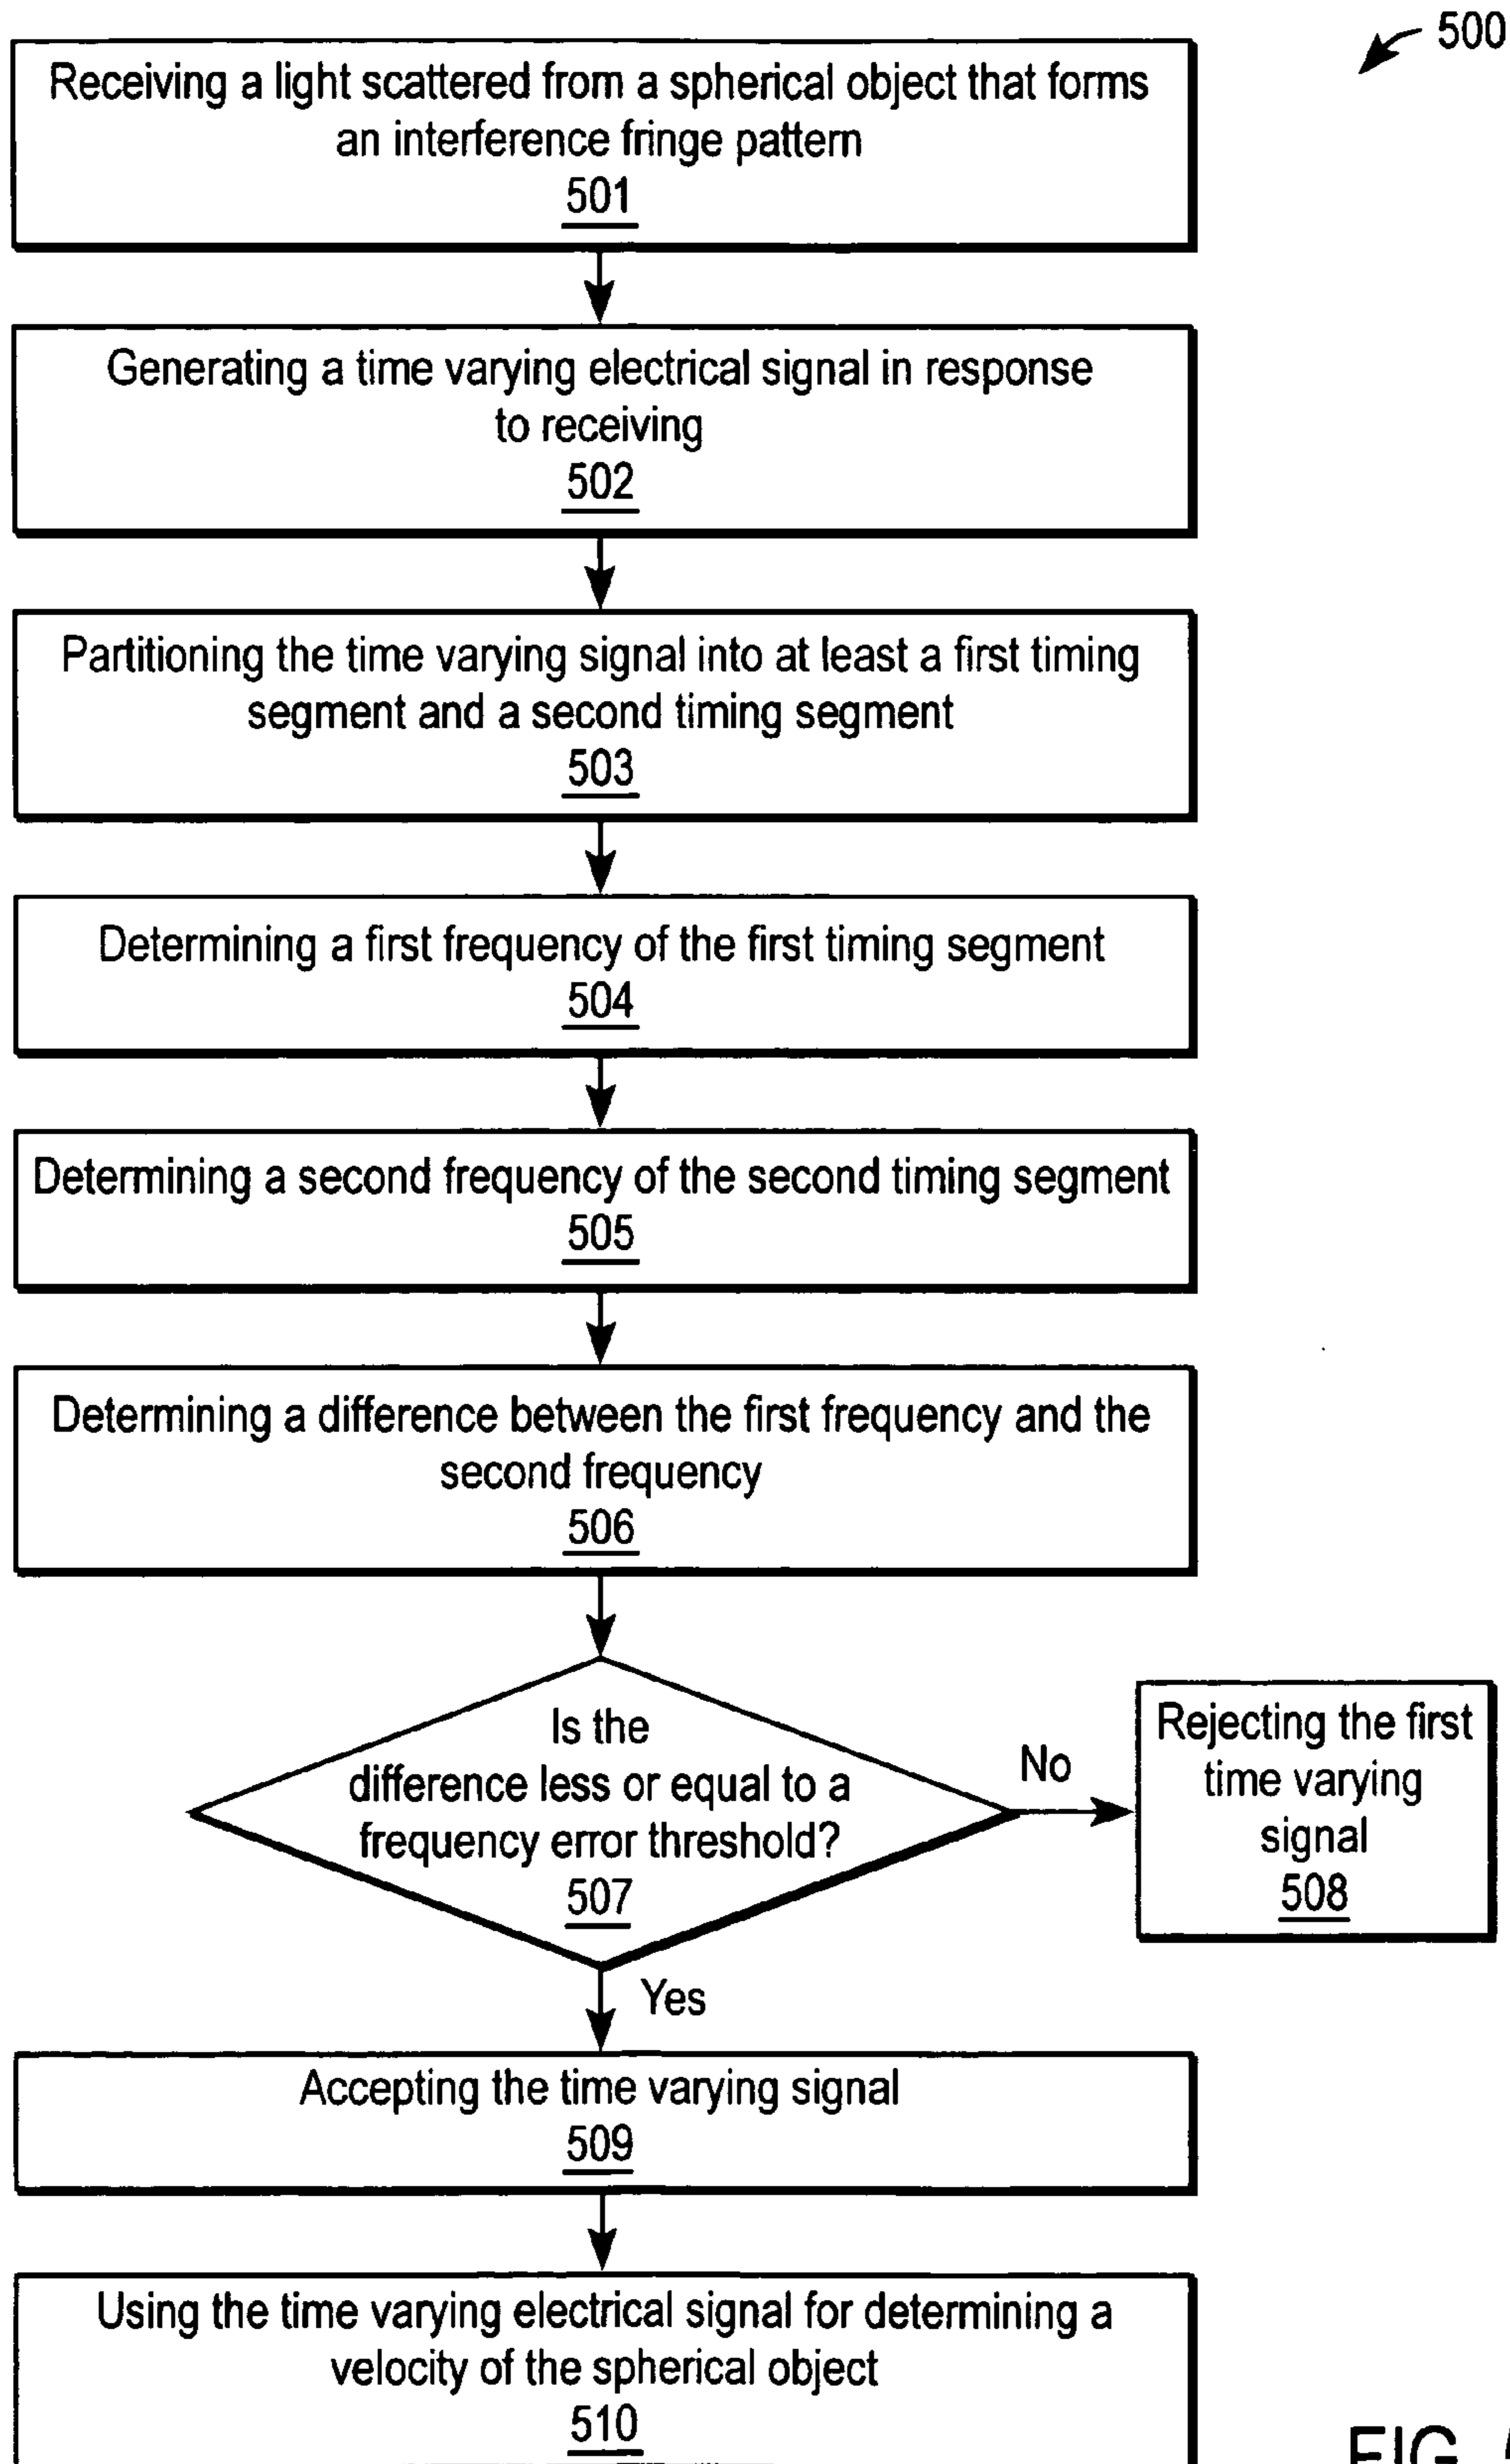 500
Receiving a light scattered from a spherical object that forms
an interference fringe pattern
501
Generating a time varying electrical signal in response
to receiving
502
Partitioning the time varying signal into at least a first timing
segment and a second timing segment
503
Determining a first frequency of the first timing segment
504
Determining a second frequency of the second timing segment
505
Determining a difference between the first frequency and the
second frequency
506
Is the
difference less or equal to a
frequency error threshold?
507
No
Rejecting the first
time varying
signal
508
Yes
Accepting the time varying signal
509
Using the time varying electrical signal for determining a
velocity of the spherical object
510
FIG.